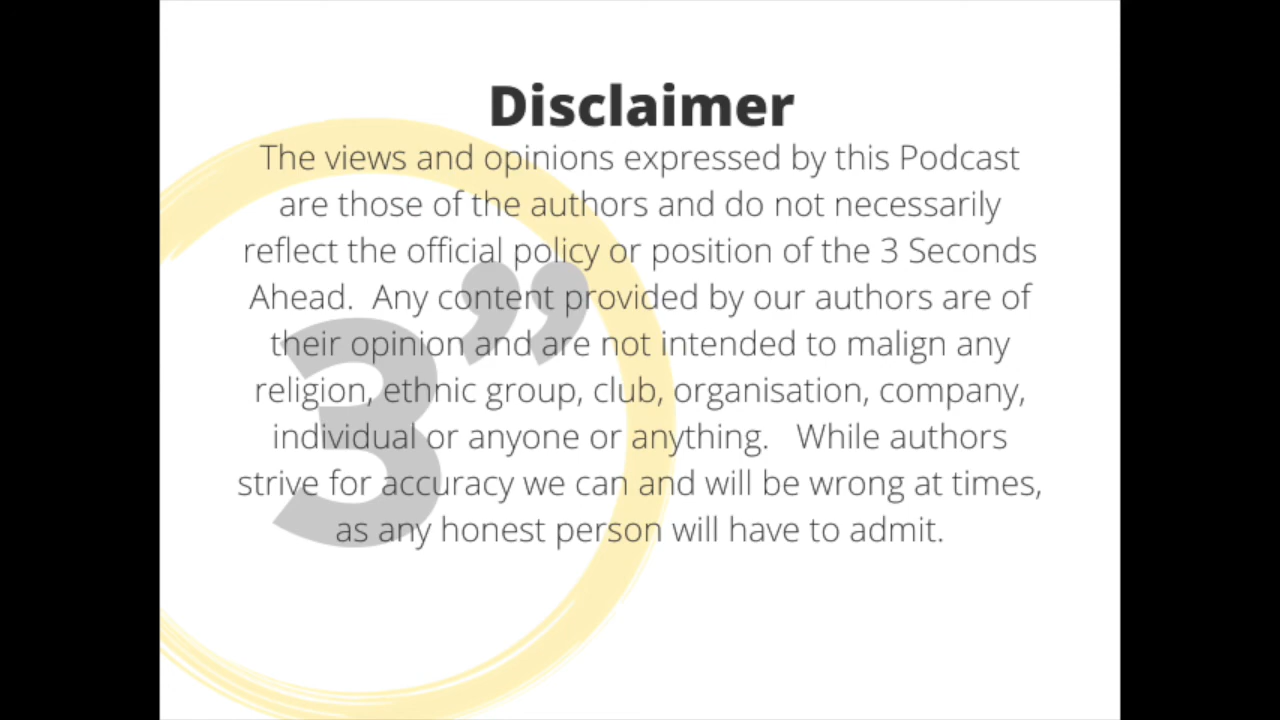 Disclaimer
The views and opinions expressed by this Podcast
are those of the authors and do not necessarily
reflect the official policy or position of the 3 Seconds
Ahead.  Any content provided by our authors are of
their opinion and are not intended to malign any
religion, ethnic group, club, organisation, company,
individual or anyone or anything.   While authors
strive for accuracy we can and will be wrong at times,
as any honest person will have to admit.
3”